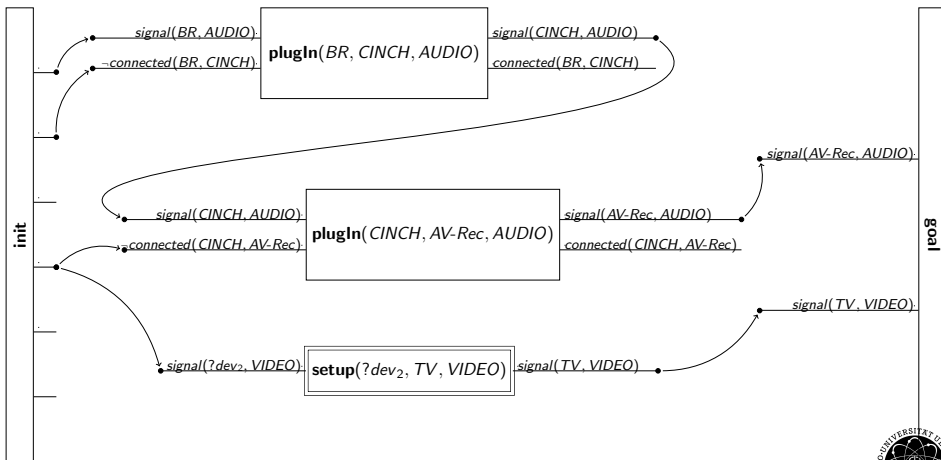 init
signal(BR, AUDIO)
¬connected(BR, CINCH)
plugIn(BR, CINCH, AUDIO)
signal(CINCH, AUDIO)
connected(BR, CINCH)
signal(AV-Rec, AUDIO)
signal(CINCH, AUDIO)
¬connected(CINCH, AV-Rec)
plugIn(CINCH, AV-Rec, AUDIO)
signal(AV-Rec, AUDIO)
connected(CINCH, AV-Rec)
goal
signal(TV, VIDEO)
signal(?dev₂, VIDEO)
setup(?dev₂, TV, VIDEO)
signal(TV, VIDEO)